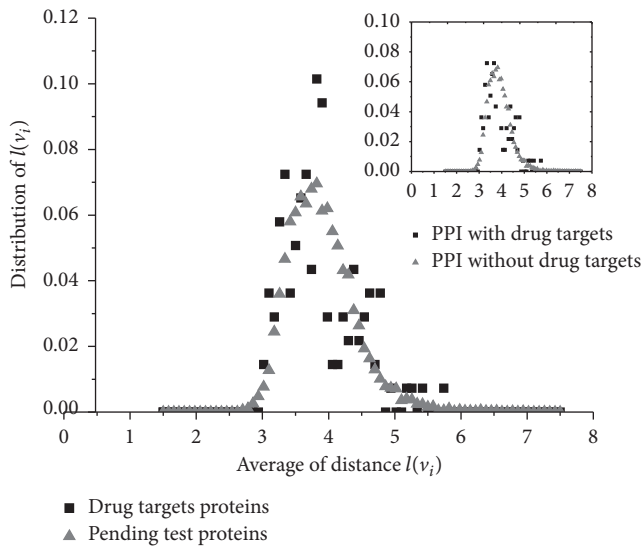 0.12
0.10
0.08
0.06
0.04
0.02
0.00
Distribution of l(vᵢ)
0 1 2 3 4 5 6 7 8
Average of distance l(vᵢ)
0.10
0.08
0.06
0.04
0.02
0.00
0 1 2 3 4 5 6 7 8
PPI with drug targets
PPI without drug targets
Drug targets proteins
Pending test proteins